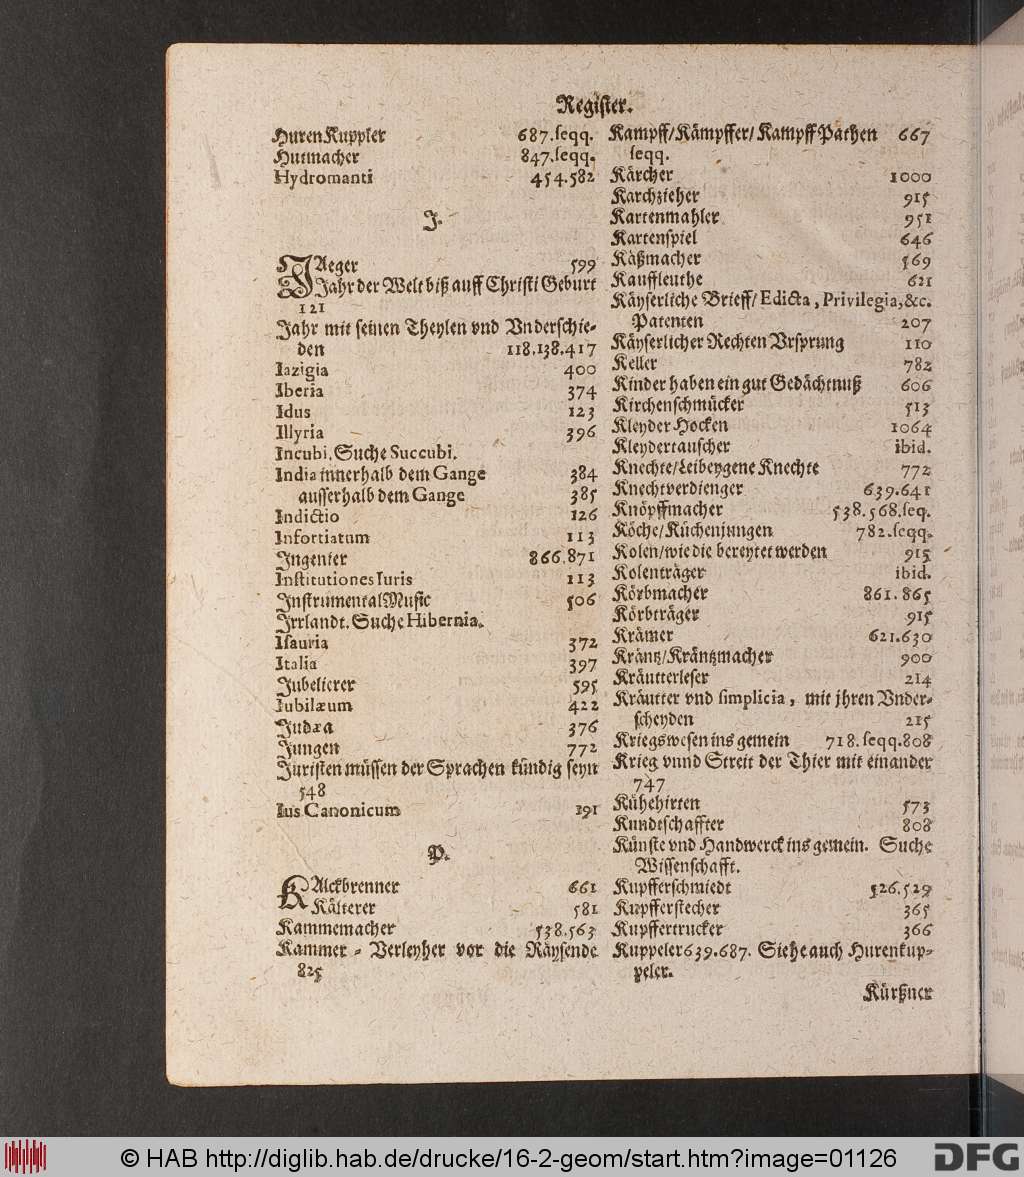 Register.
HurenKuppler 687.seqq.
Hutmacher 847.seqq.
Hydromanti 454.582
J.
JAeger 599
Jahr der Welt biß auff Christi Geburt
121
Jahr mit seinen Theylen vnd Vnderschie-
den 118.138.417
Iazigia 400
Iberia 374
Idus 123
Illyria 396
Incubi. Suche Succubi.
India innerhalb dem Gange 384
ausserhalb dem Gange 385
Indictio 126
Infortiatum 113
Jngenier 866.871
Institutiones Iuris 113
JnstrumentalMusic 506
Jrrlandt. Suche Hibernia.
Isauria 372
Italia 397
Jubelierer 595
Iubilæum 422
Judæa 376
Jungen 772
Juristen müssen der Sprachen kündig seyn
548
Ius Canonicum 191
P.
KAlckbrenner 661
Kälterer 581
Kammemacher 538.563
Kammer-Verleyher vor die Räysende
825
Kampff/Kämpffer/KampffPathen 667
seqq.
Kärcher 1000
Karchzieher 915
Kartenmahler 951
Kartenspiel 646
Käßmacher 569
Kauffleuthe 621
Käyserliche Brieff/Edicta, Privilegia,&c.
Patenten 207
Käyserlicher Rechten Vrsprung 110
Keller 782
Kinder haben ein gut Gedächtnuß 606
Kirchenschmücker 513
Kleyder Hocken 1064
Kleydertauscher ibid.
Knechte/Leibeygene Knechte 772
Knechtverdienger 639.641
Knöpffmacher 538.568.seq.
Köche/Küchenjungen 782.seqq.
Kolen/wie die bereytet werden 915
Kolenträger ibid.
Körbmacher 861.865
Körbträger 915
Krämer 621.630
Kräntz/Kräntzmacher 900
Kräutterleser 214
Kräutter vnd simplicia, mit jhren Vnder-
scheyden 215
Kriegswesen ins gemein 718.seqq.808
Krieg vnnd Streit der Thier mit einander
747
Kühehirten 573
Kundtschaffter 808
Künste vnd Handwerck ins gemein. Suche
Wissenschafft.
Kupfferschmiedt 526.529
Kupfferstecher 365
Kupffertrucker 366
Kuppeler 639.687. Siehe auch Hurenkup-
peler.
Kürßner
© HAB http://diglib.hab.de/drucke/16-2-geom/start.htm?image=01126
DFG